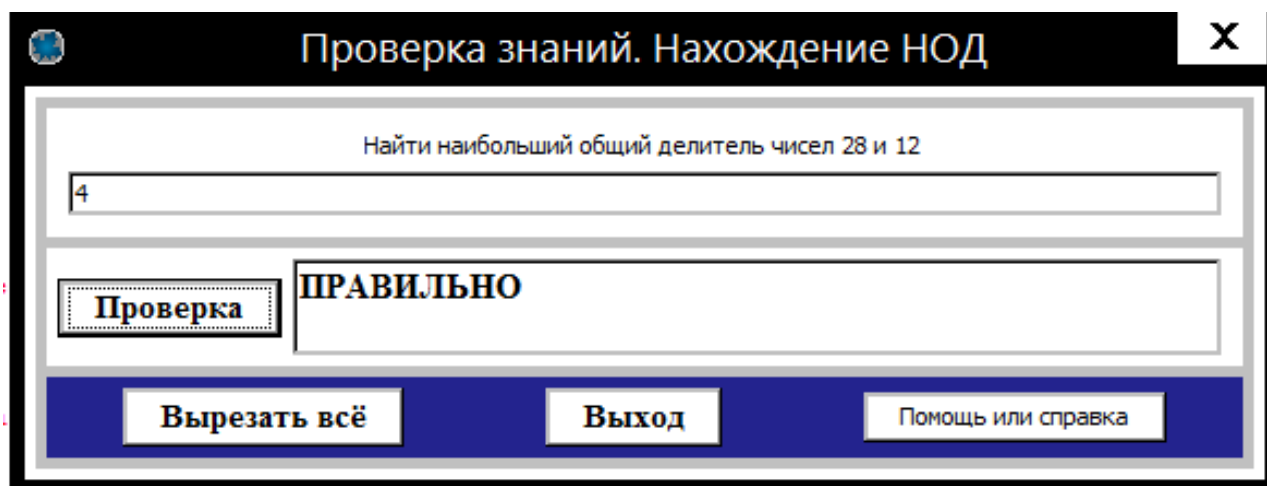 Проверка знаний. Нахождение НОД
X
Найти наибольший общий делитель чисел 28 и 12
4
Проверка
ПРАВИЛЬНО
Вырезать всё
Выход
Помощь или справка